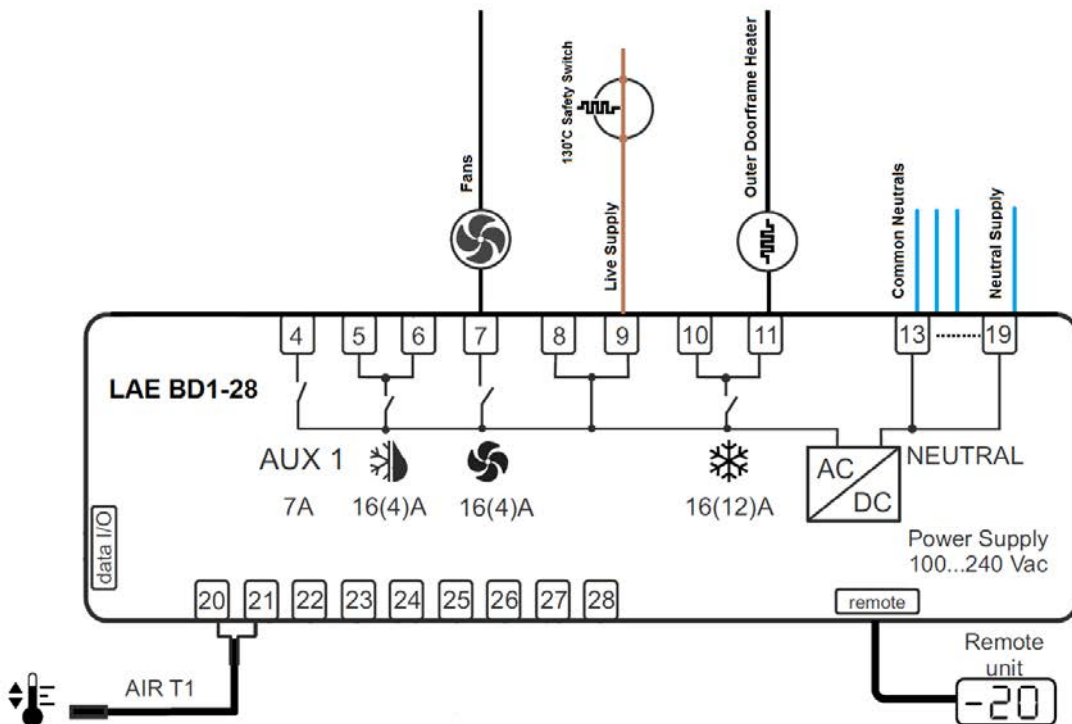 Fans
130°C Safety Switch
Live Supply
Outer Doorframe Heater
Common Neutrals
Neutral Supply
4 5 6 7 8 9 10 11 13 19
LAE BD1-28
AUX 1
7A
16(4)A
16(4)A
16(12)A
AC
DC
NEUTRAL
Power Supply
100...240 Vac
data I/O
20 21 22 23 24 25 26 27 28
remote
AIR T1
Remote
unit
-20